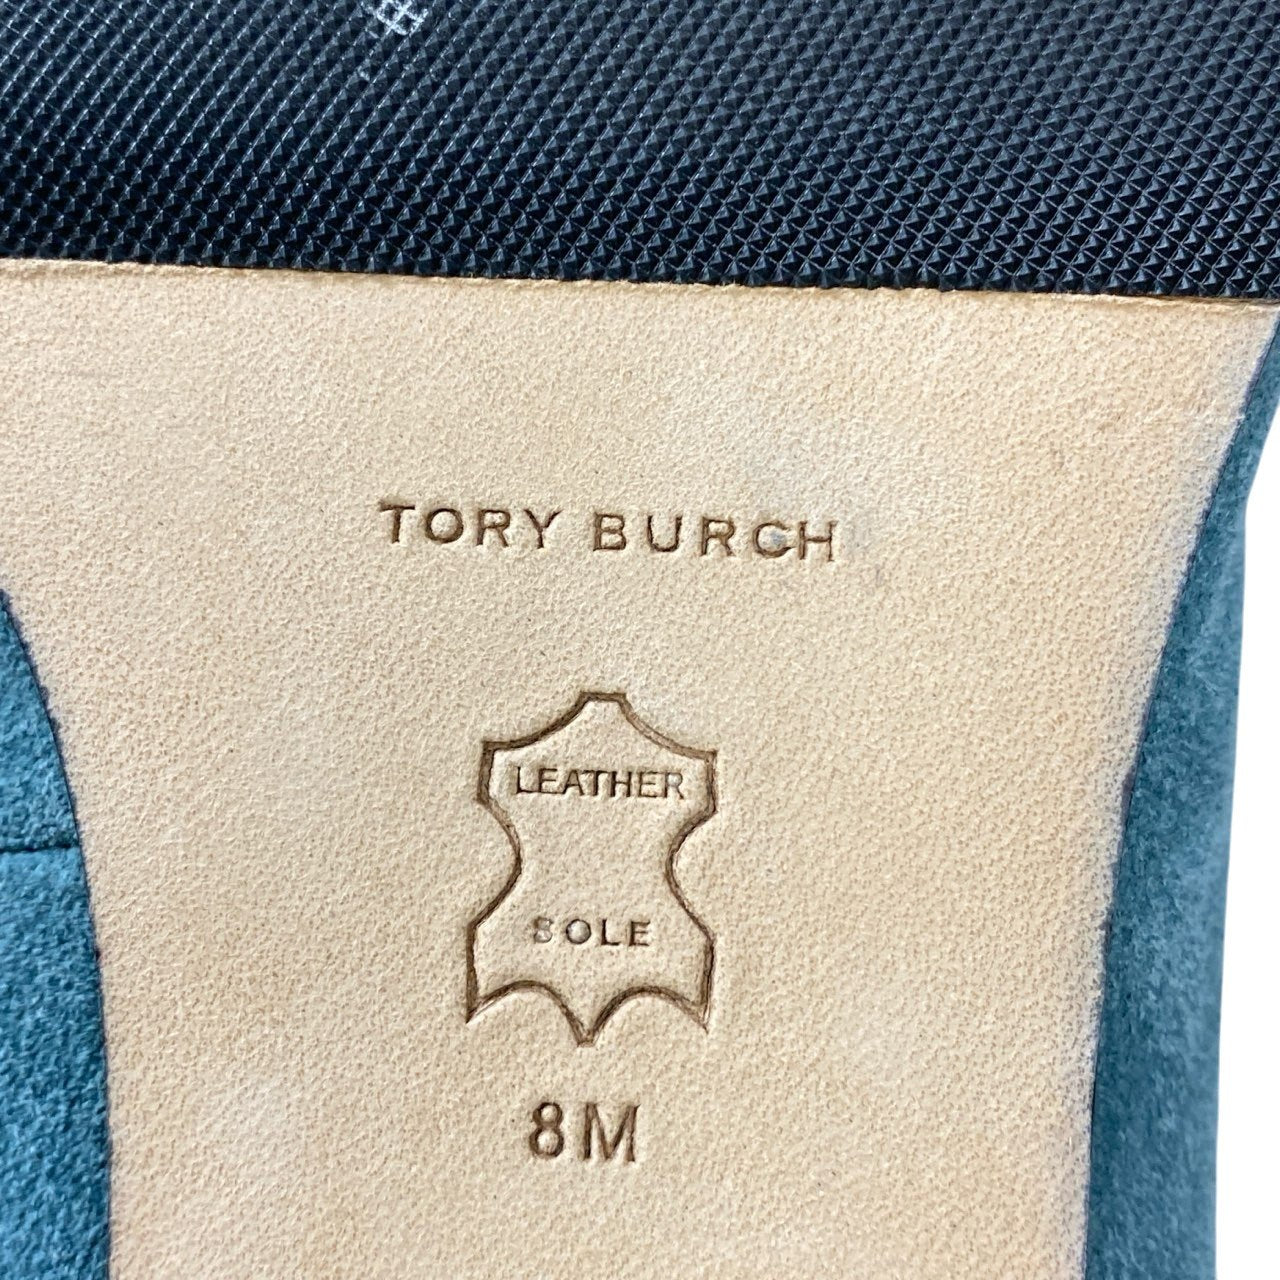 TORY BURCH
LEATHER
SOLE
8M